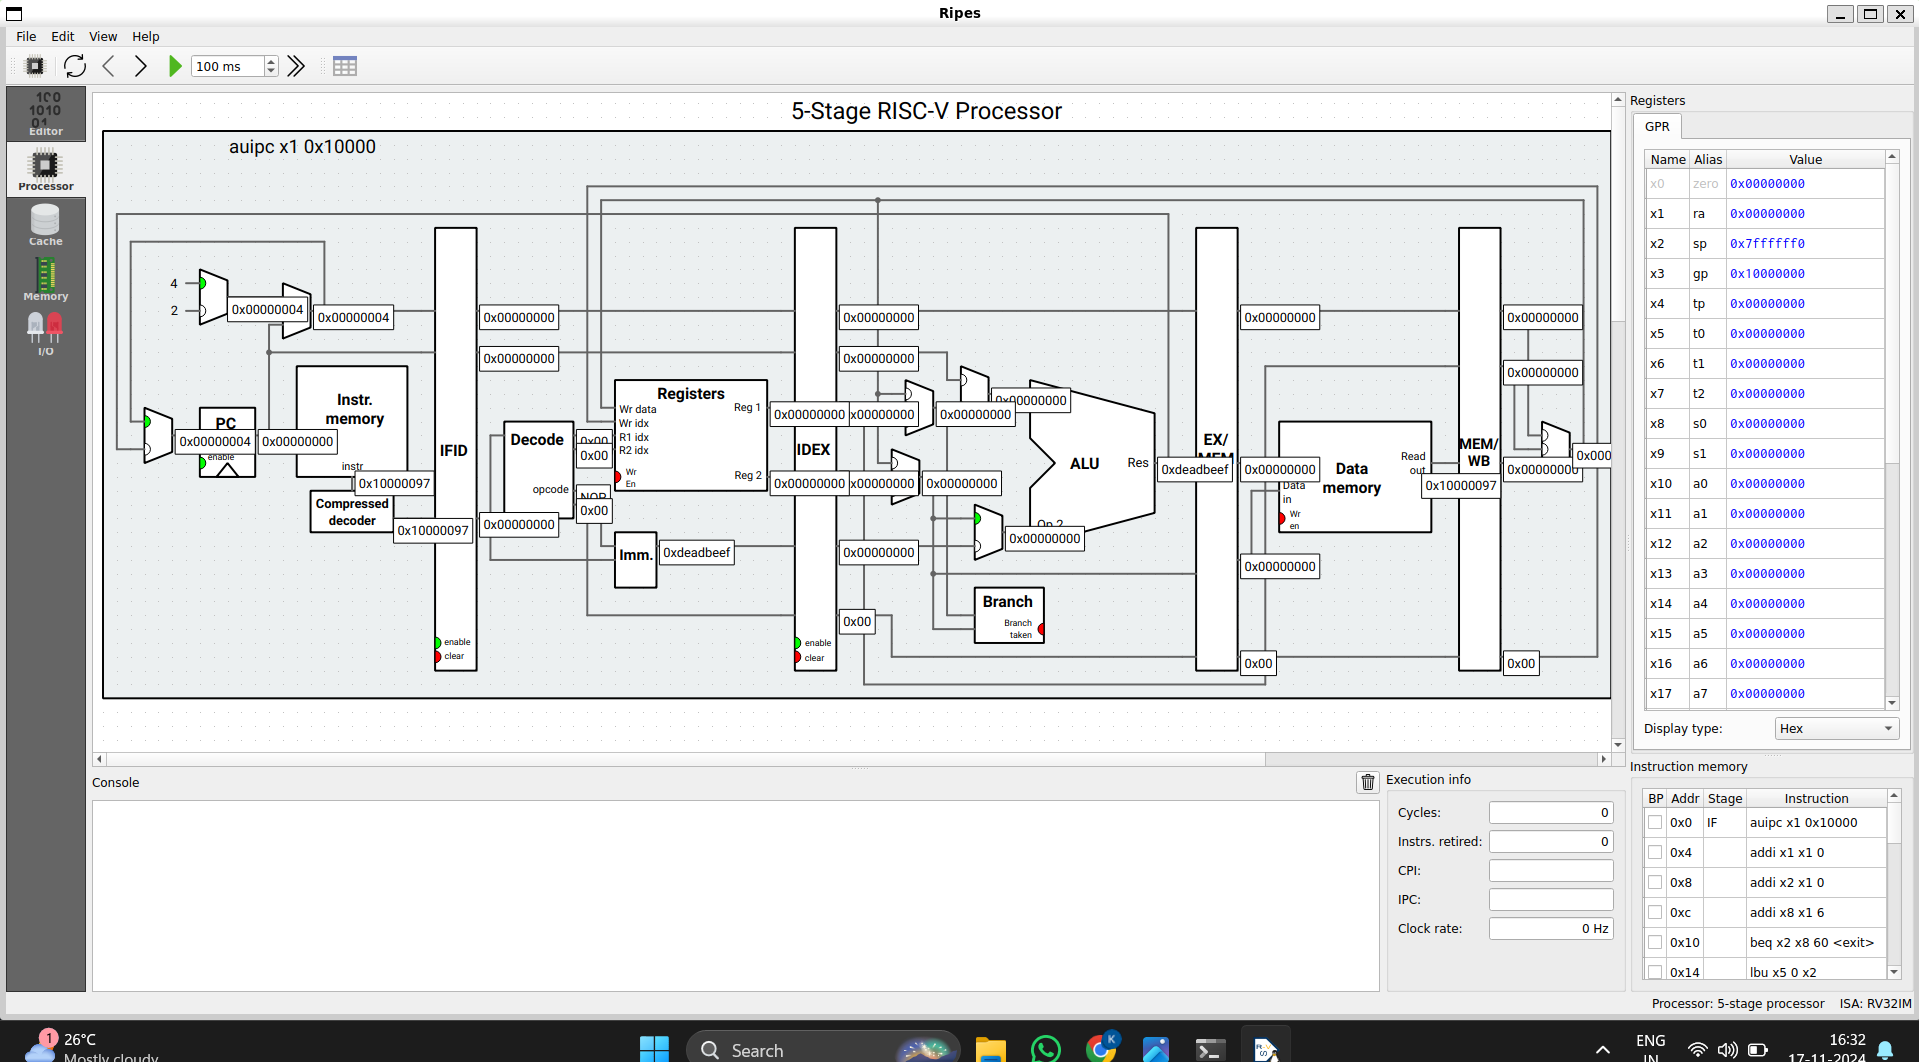 Ripes
File Edit View Help
100 ms
Editor
Processor
Cache
Memory
I/O
5-Stage RISC-V Processor
auipc x1 0x10000
4
2
0x00000004
0x00000004
0x00000000
0x00000000
0x00000000
0x00000000
0x00000000
0x00000000
0x00000000
0x00000000
PC
0x00000004
enable
0x00000000
Instr.
memory
instr
0x10000097
Compressed
decoder
0x10000097
IFID
enable
clear
0x00000000
Decode
opcode
0x00
0x00
NOP
0x00
Registers
Wr data
Wr idx
R1 idx
R2 idx
Wr
En
Reg 1
Reg 2
Imm.
0xdeadbeef
0x00000000
0x00000000
IDEX
enable
clear
x00000000
x00000000
0x00000000
0x00
0x00000000
0x00000000
0x00000000
0x00000000
ALU
Res
Op 2
Branch
Branch
taken
0xdeadbeef
EX/
MEM
0x00000000
0x00000000
0x00
Data
memory
Data
in
Wr
en
Read
out
0x10000097
MEM/
WB
0x00000000
0x000
0x00
Console
Execution info
Cycles: 0
Instrs. retired: 0
CPI:
IPC:
Clock rate: 0 Hz
Registers
GPR
Name Alias Value
x0 zero 0x00000000
x1 ra 0x00000000
x2 sp 0x7ffffff0
x3 gp 0x10000000
x4 tp 0x00000000
x5 t0 0x00000000
x6 t1 0x00000000
x7 t2 0x00000000
x8 s0 0x00000000
x9 s1 0x00000000
x10 a0 0x00000000
x11 a1 0x00000000
x12 a2 0x00000000
x13 a3 0x00000000
x14 a4 0x00000000
x15 a5 0x00000000
x16 a6 0x00000000
x17 a7 0x00000000
Display type: Hex
Instruction memory
BP Addr Stage Instruction
0x0 IF auipc x1 0x10000
0x4 addi x1 x1 0
0x8 addi x2 x1 0
0xc addi x8 x1 6
0x10 beq x2 x8 60 <exit>
0x14 lbu x5 0 x2
Processor: 5-stage processor ISA: RV32IM
1
26°C
Mostly cloudy
Search
K
ENG
IN
16:32
17-11-2024